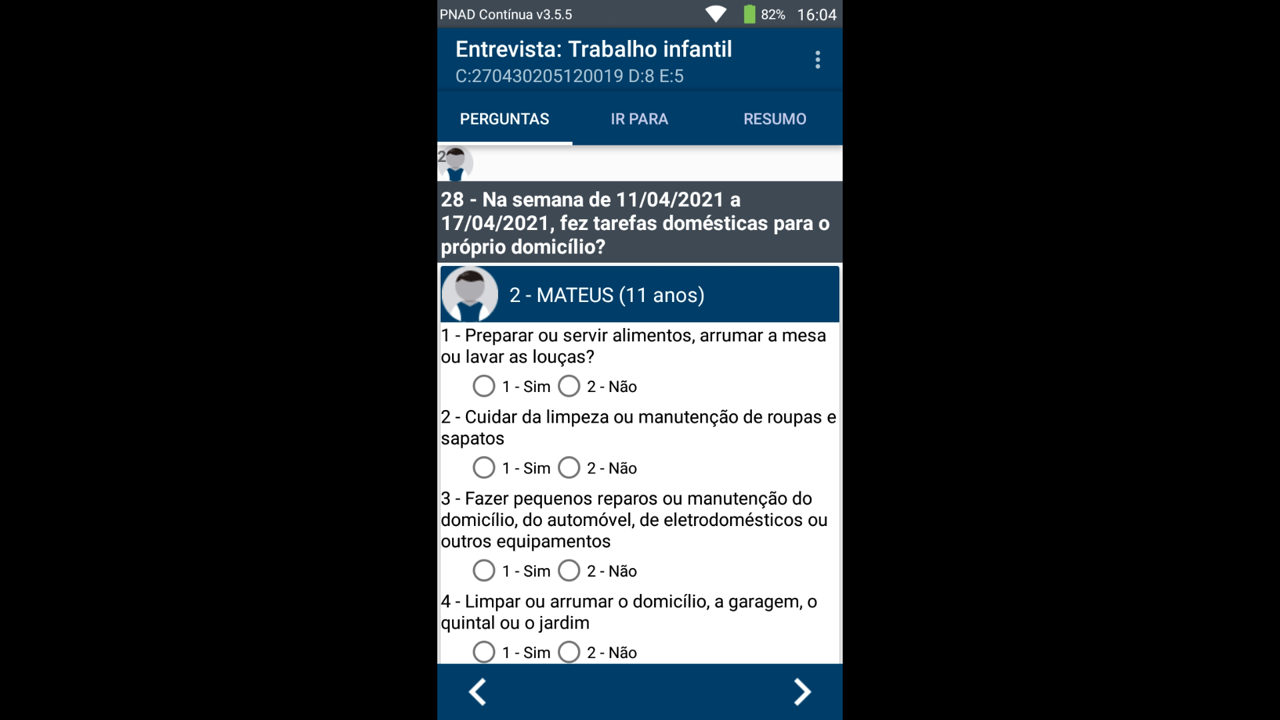 PNAD Contínua v3.5.5 82% 16:04
Entrevista: Trabalho infantil
C:270430205120019 D:8 E:5
PERGUNTAS IR PARA RESUMO
2
28 - Na semana de 11/04/2021 a
17/04/2021, fez tarefas domésticas para o
próprio domicílio?
2 - MATEUS (11 anos)
1 - Preparar ou servir alimentos, arrumar a mesa
ou lavar as louças?
1 - Sim 2 - Não
2 - Cuidar da limpeza ou manutenção de roupas e
sapatos
1 - Sim 2 - Não
3 - Fazer pequenos reparos ou manutenção do
domicílio, do automóvel, de eletrodomésticos ou
outros equipamentos
1 - Sim 2 - Não
4 - Limpar ou arrumar o domicílio, a garagem, o
quintal ou o jardim
1 - Sim 2 - Não